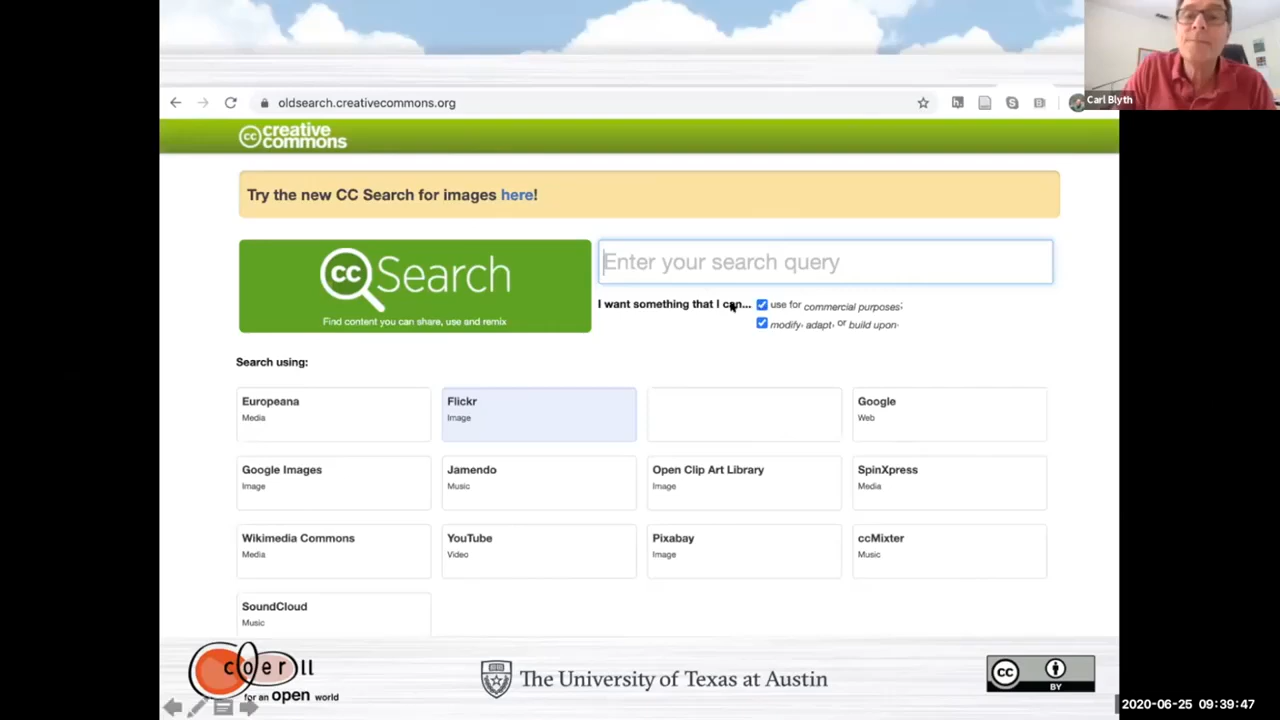 Carl Blyth
oldsearch.creativecommons.org
cc creative commons
Try the new CC Search for images here!
cc Search
Find content you can share, use and remix
Enter your search query
I want something that I can...
use for commercial purposes;
modify, adapt, or build upon.
Search using:
Europeana
Media
Flickr
Image
Google
Web
Google Images
Image
Jamendo
Music
Open Clip Art Library
Image
SpinXpress
Media
Wikimedia Commons
Media
YouTube
Video
Pixabay
Image
ccMixter
Music
SoundCloud
Music
coerll
for an open world
The University of Texas at Austin
cc
BY
2020-06-25 09:39:47